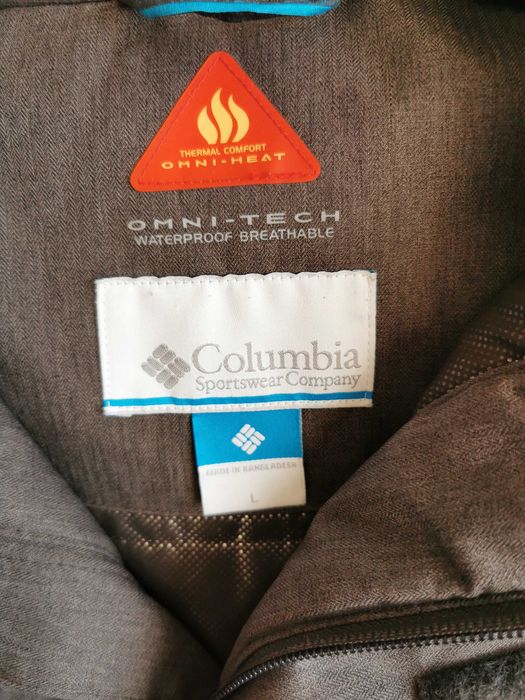 THERMAL COMFORT
OMNI-HEAT
OMNI-TECH
WATERPROOF BREATHABLE
Columbia
Sportswear Company
MADE IN BANGLADESH
L